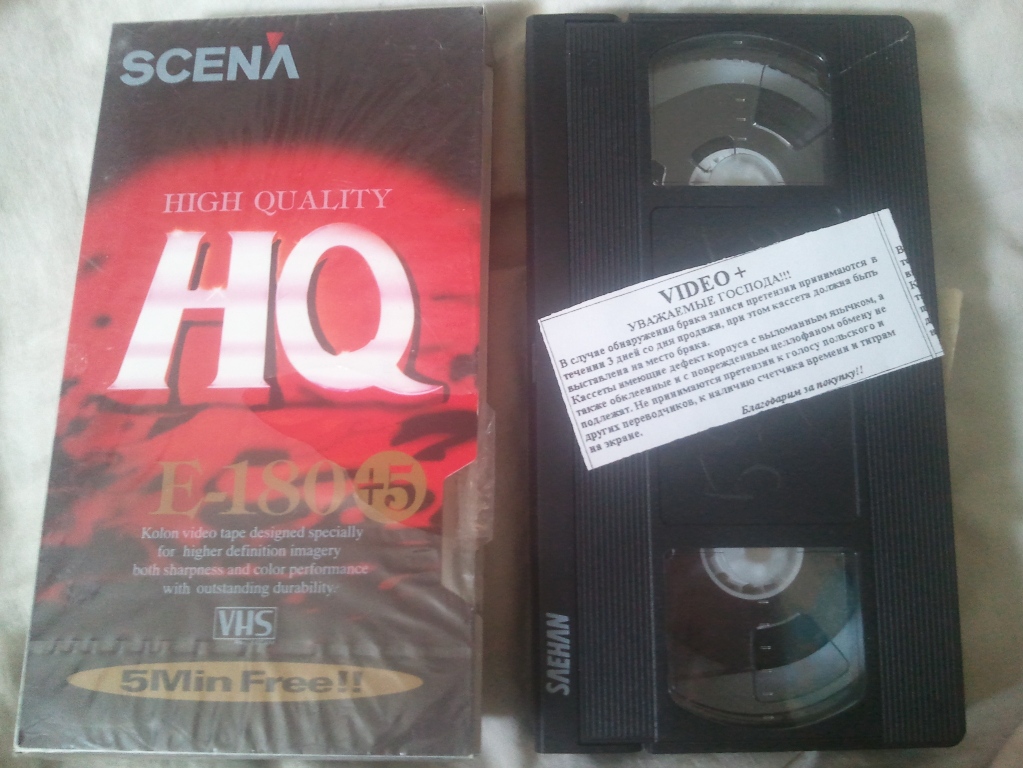 SCENA
HIGH QUALITY
HQ
E-180 +5
Kolon video tape designed specially
for higher definition imagery
both sharpness and color performance
with outstanding durability.
VHS
5Min Free!!
SAEHAN
VIDEO +
УВАЖАЕМЫЕ ГОСПОДА!!!
В случае обнаружения брака записи претензии принимаются в
течении 3 дней со дня продажи, при этом кассета должна быть
выставлена на место брака.
Кассеты имеющие дефект корпуса с выломанным язычком, а
также обклеенные и с поврежденным целлофаном обмену не
подлежат. Не принимаются претензии к голосу польского и
других переводчиков, к наличию счетчика времени и титрам
на экране.
Благодарим за покупку!!